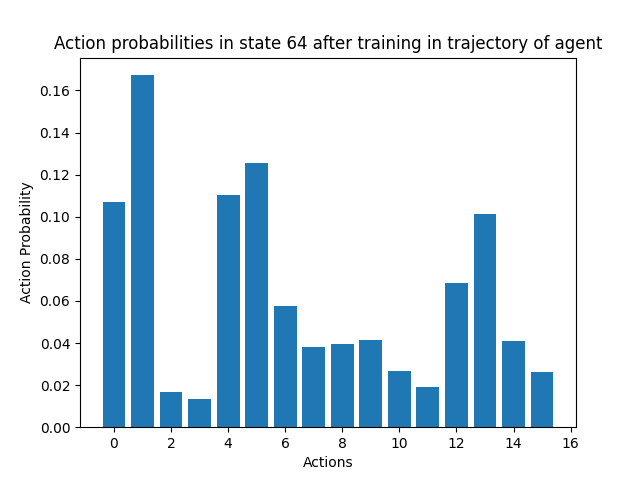 Action probabilities in state 64 after training in trajectory of agent
0.16
0.14
0.12
0.10
0.08
0.06
0.04
0.02
0.00
Action Probability
0 2 4 6 8 10 12 14 16
Actions